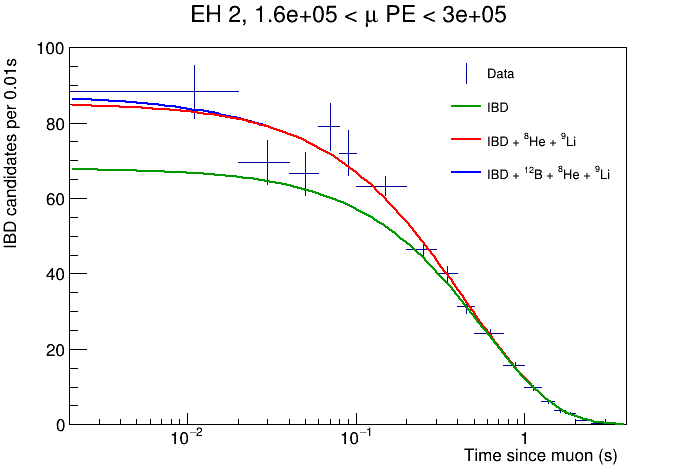 EH 2, 1.6e+05 < μ PE < 3e+05
IBD candidates per 0.01s
100
80
60
40
20
0
Data
IBD
IBD + ⁸He + ⁹Li
IBD + ¹²B + ⁸He + ⁹Li
10⁻² 10⁻¹ 1
Time since muon (s)